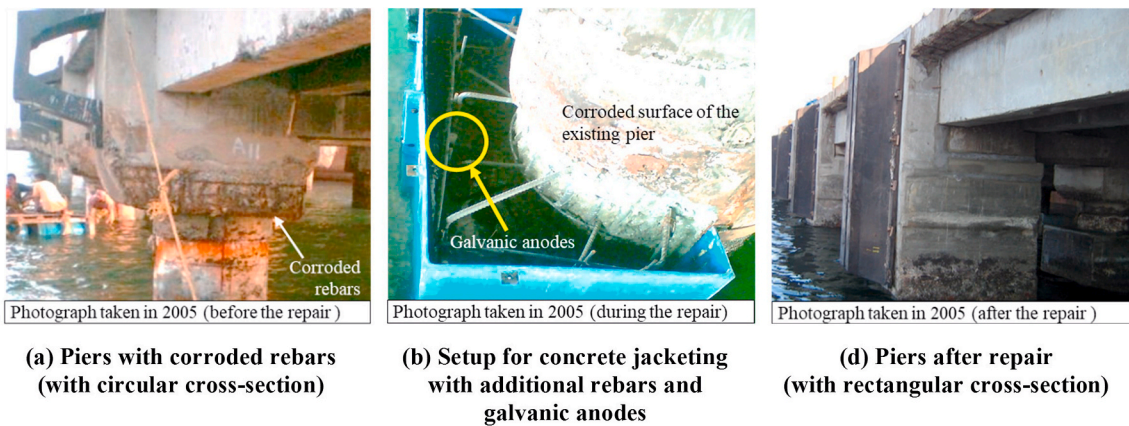 A11
Corroded
rebars
Photograph taken in 2005 (before the repair )
(a) Piers with corroded rebars
(with circular cross-section)
Corroded surface of the
existing pier
Galvanic anodes
Photograph taken in 2005 (during the repair)
(b) Setup for concrete jacketing
with additional rebars and
galvanic anodes
Photograph taken in 2005 (after the repair )
(d) Piers after repair
(with rectangular cross-section)